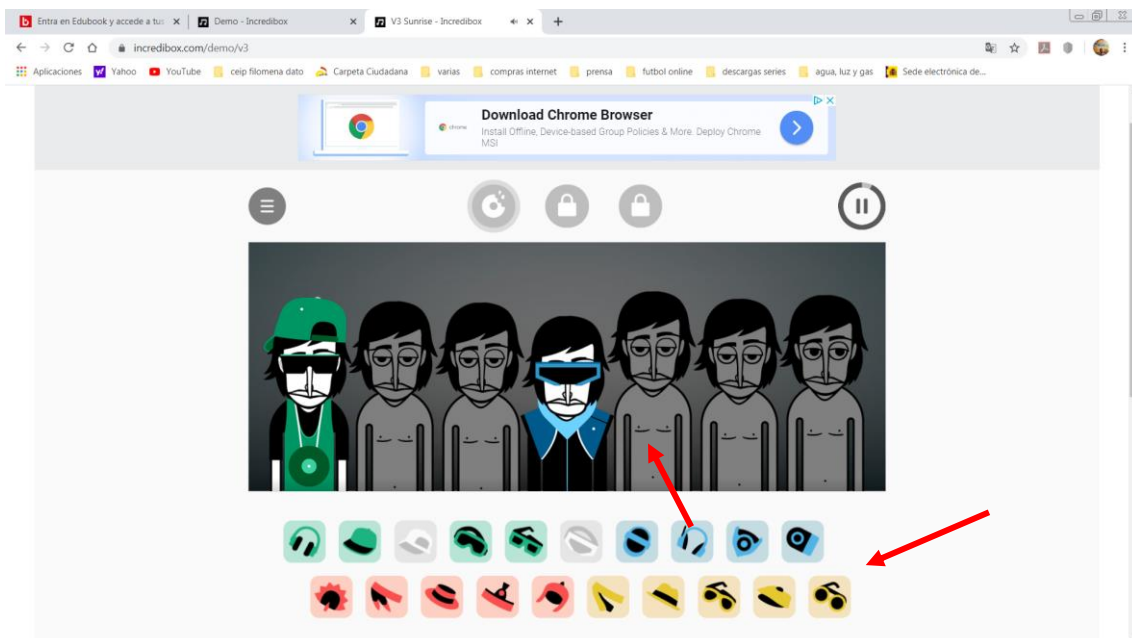 Entra en Edubook y accede a tus
Demo - Incredibox
V3 Sunrise - Incredibox
incredibox.com/demo/v3
Aplicaciones
Yahoo
YouTube
ceip filomena dato
Carpeta Ciudadana
varias
compras internet
prensa
futbol online
descargas series
agua, luz y gas
Sede electrónica de...
chrome
Download Chrome Browser
Install Offline, Device-based Group Policies & More. Deploy Chrome
MSI